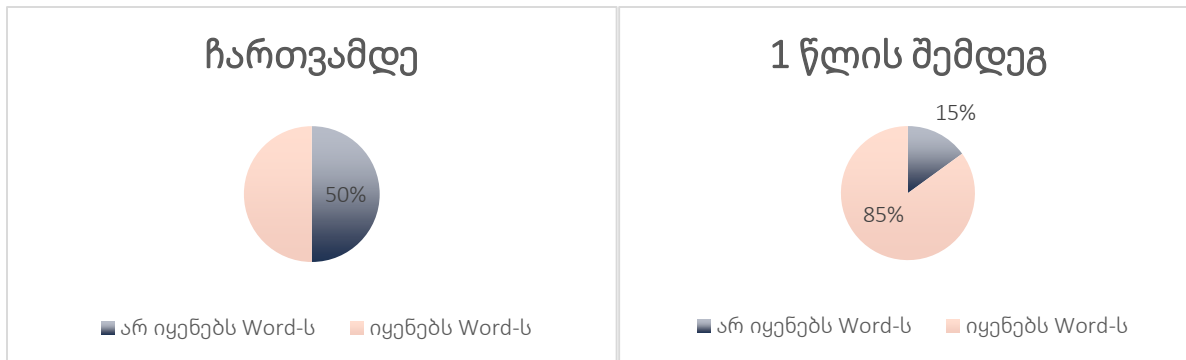 ჩართვამდე
50%
არ იყენებს Word-ს
იყენებს Word-ს
1 წლის შემდეგ
15%
85%
არ იყენებს Word-ს
იყენებს Word-ს